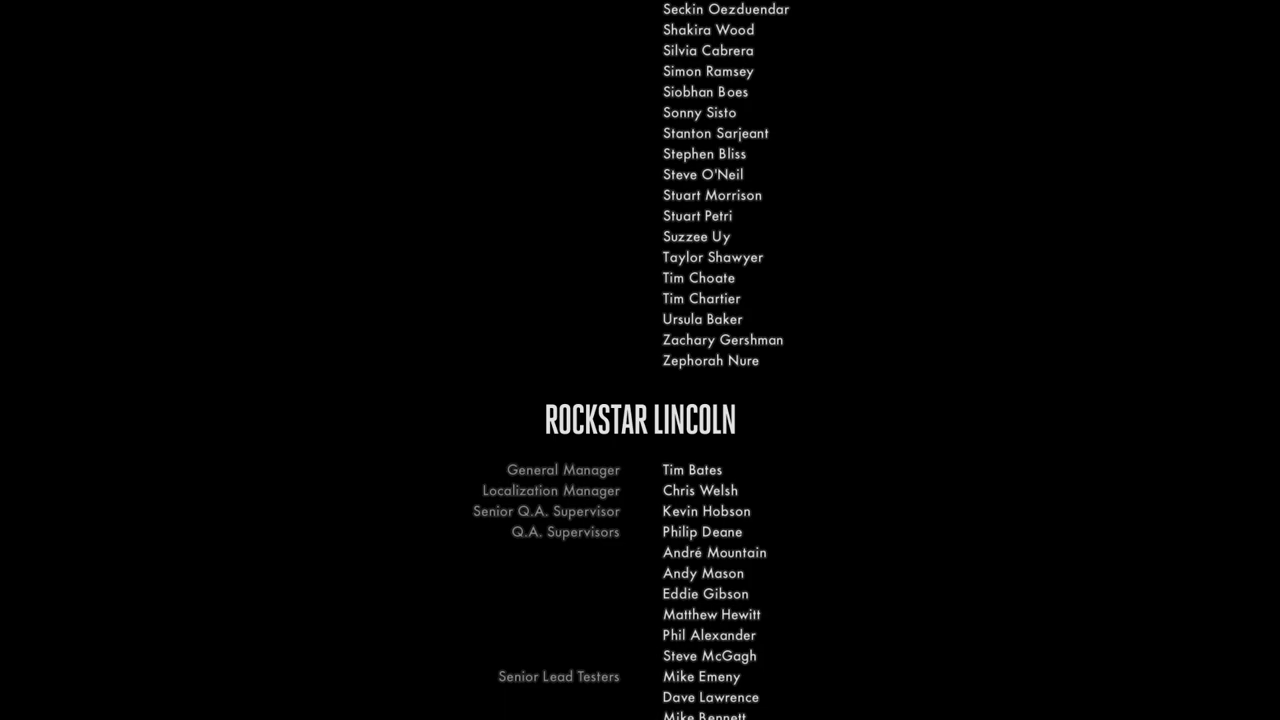 Seckin Oezduendar
Shakira Wood
Silvia Cabrera
Simon Ramsey
Siobhan Boes
Sonny Sisto
Stanton Sarjeant
Stephen Bliss
Steve O'Neil
Stuart Morrison
Stuart Petri
Suzzee Uy
Taylor Shawyer
Tim Choate
Tim Chartier
Ursula Baker
Zachary Gershman
Zephorah Nure
ROCKSTAR LINCOLN
General Manager Tim Bates
Localization Manager Chris Welsh
Senior Q.A. Supervisor Kevin Hobson
Q.A. Supervisors Philip Deane
André Mountain
Andy Mason
Eddie Gibson
Matthew Hewitt
Phil Alexander
Steve McGagh
Senior Lead Testers Mike Emeny
Dave Lawrence
Mike Bennett